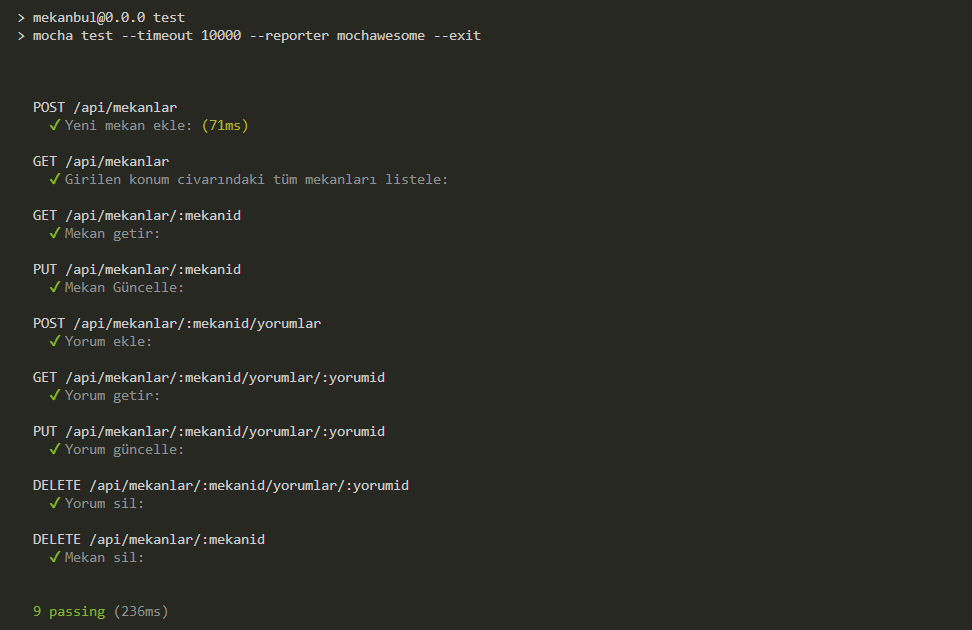 > mekanbul@0.0.0 test
> mocha test --timeout 10000 --reporter mochawesome --exit
POST /api/mekanlar
✓ Yeni mekan ekle: (71ms)
GET /api/mekanlar
✓ Girilen konum civarındaki tüm mekanları listele:
GET /api/mekanlar/:mekanid
✓ Mekan getir:
PUT /api/mekanlar/:mekanid
✓ Mekan Güncelle:
POST /api/mekanlar/:mekanid/yorumlar
✓ Yorum ekle:
GET /api/mekanlar/:mekanid/yorumlar/:yorumid
✓ Yorum getir:
PUT /api/mekanlar/:mekanid/yorumlar/:yorumid
✓ Yorum güncelle:
DELETE /api/mekanlar/:mekanid/yorumlar/:yorumid
✓ Yorum sil:
DELETE /api/mekanlar/:mekanid
✓ Mekan sil:
9 passing (236ms)